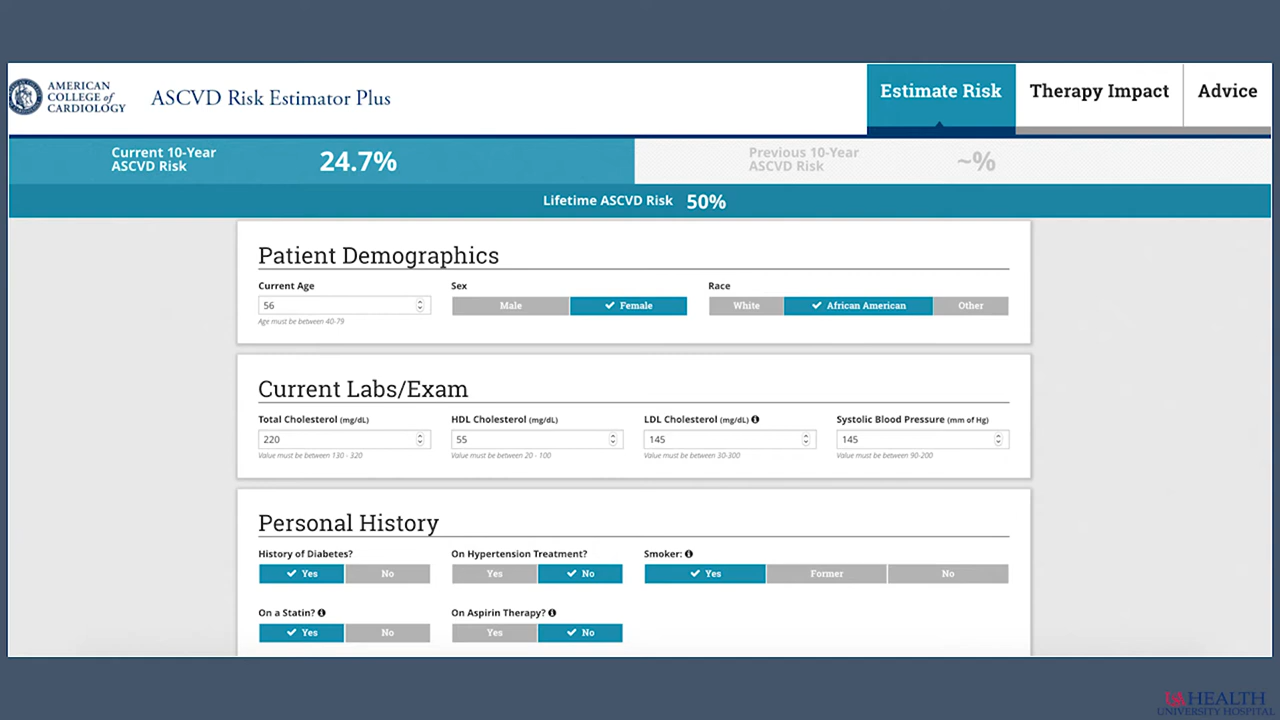 AMERICAN
COLLEGE of
CARDIOLOGY
ASCVD Risk Estimator Plus
Estimate Risk
Therapy Impact
Advice
Current 10-Year
ASCVD Risk
24.7%
Previous 10-Year
ASCVD Risk
~%
Lifetime ASCVD Risk 50%
Patient Demographics
Current Age
Sex
Race
56
Male
Female
White
African American
Other
Age must be between 40-79
Current Labs/Exam
Total Cholesterol (mg/dL)
HDL Cholesterol (mg/dL)
LDL Cholesterol (mg/dL)
Systolic Blood Pressure (mm of Hg)
220
55
145
145
Value must be between 130 - 320
Value must be between 20 - 100
Value must be between 30-300
Value must be between 90-200
Personal History
History of Diabetes?
On Hypertension Treatment?
Smoker:
Yes
No
Yes
No
Yes
Former
No
On a Statin?
On Aspirin Therapy?
Yes
No
Yes
No
HEALTH
UNIVERSITY HOSPITAL